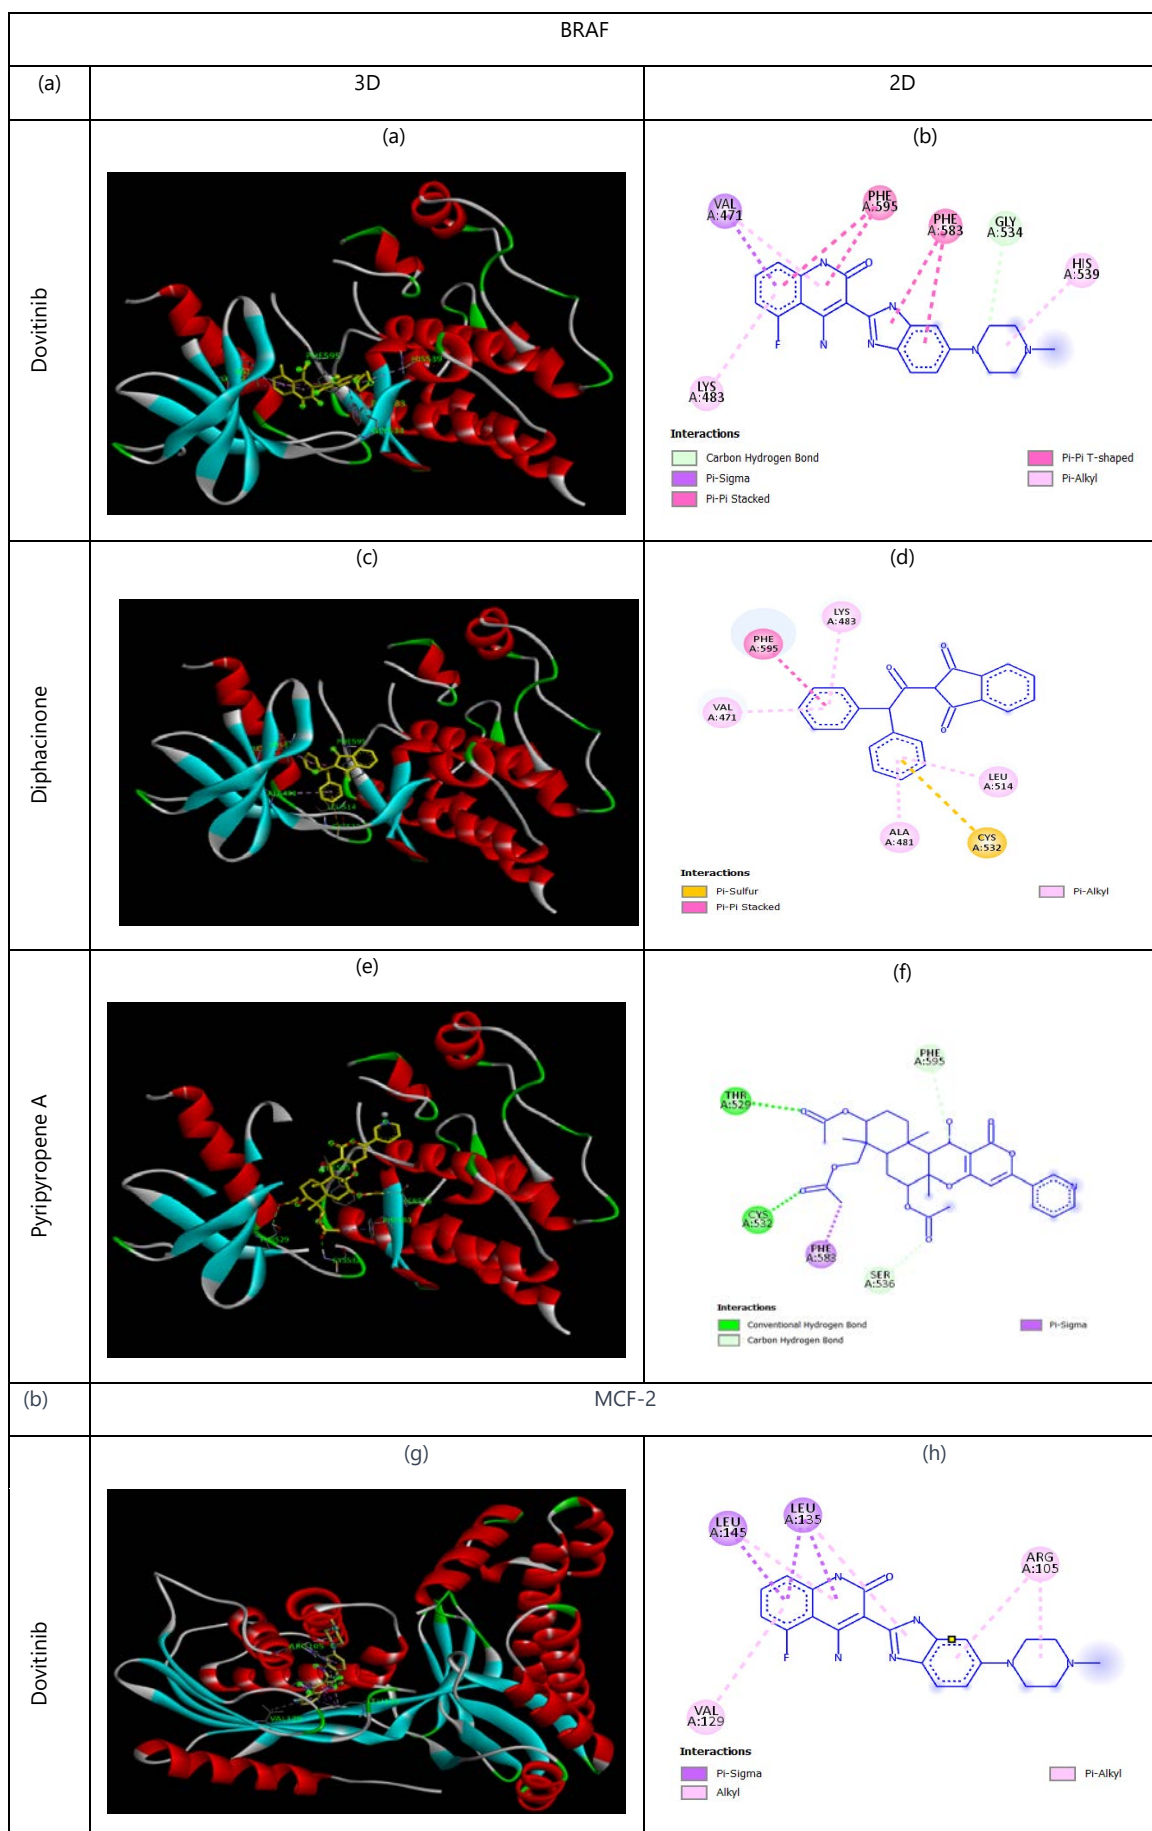 BRAF
(a)
3D
2D
Dovitinib
(a)
PHE595
HIS539
(b)
VAL
A:471
PHE
A:595
PHE
A:583
GLY
A:534
HIS
A:539
N
O
N
N
F
N
N
N
LYS
A:483
Interactions
Carbon Hydrogen Bond
Pi-Sigma
Pi-Pi Stacked
Pi-Pi T-shaped
Pi-Alkyl
Diphacinone
(c)
(d)
LYS
A:483
PHE
A:595
VAL
A:471
O
O
O
LEU
A:514
ALA
A:481
CYS
A:532
Interactions
Pi-Sulfur
Pi-Pi Stacked
Pi-Alkyl
Pyripyropene A
(e)
(f)
PHE
A:595
THR
A:529
CYS
A:532
PHE
A:583
SER
A:536
Interactions
Conventional Hydrogen Bond
Carbon Hydrogen Bond
Pi-Sigma
(b)
MCF-2
Dovitinib
(g)
(h)
LEU
A:145
LEU
A:135
ARG
A:105
N
O
N
N
F
N
N
N
VAL
A:129
Interactions
Pi-Sigma
Alkyl
Pi-Alkyl